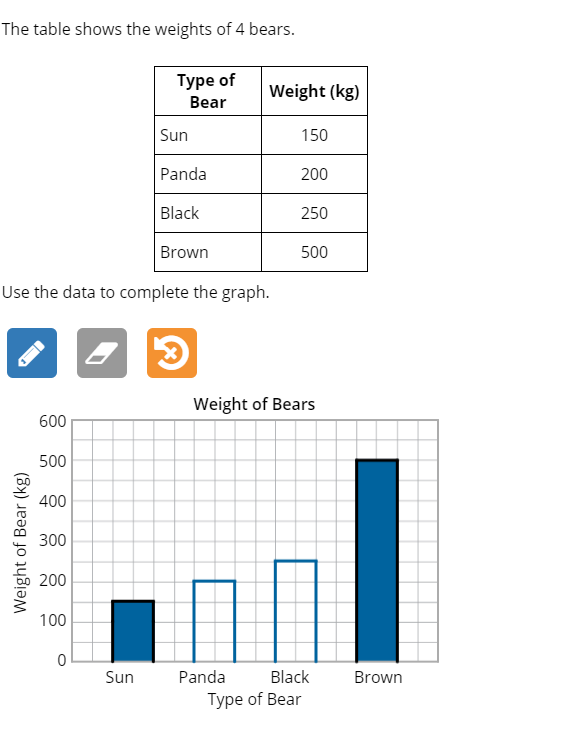 The table shows the weights of 4 bears.
Type of Bear Weight (kg)
Sun 150
Panda 200
Black 250
Brown 500
Use the data to complete the graph.
Weight of Bears
Weight of Bear (kg)
600
500
400
300
200
100
0
Sun Panda Black Brown
Type of Bear